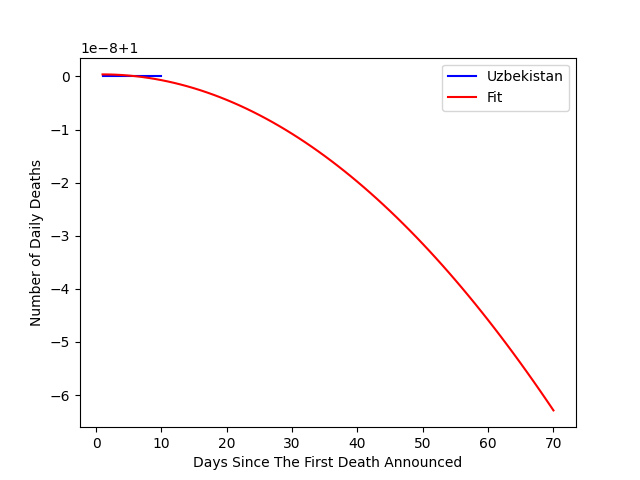 1e−8+1
Uzbekistan
Fit
Number of Daily Deaths
0
−1
−2
−3
−4
−5
−6
0 10 20 30 40 50 60 70
Days Since The First Death Announced